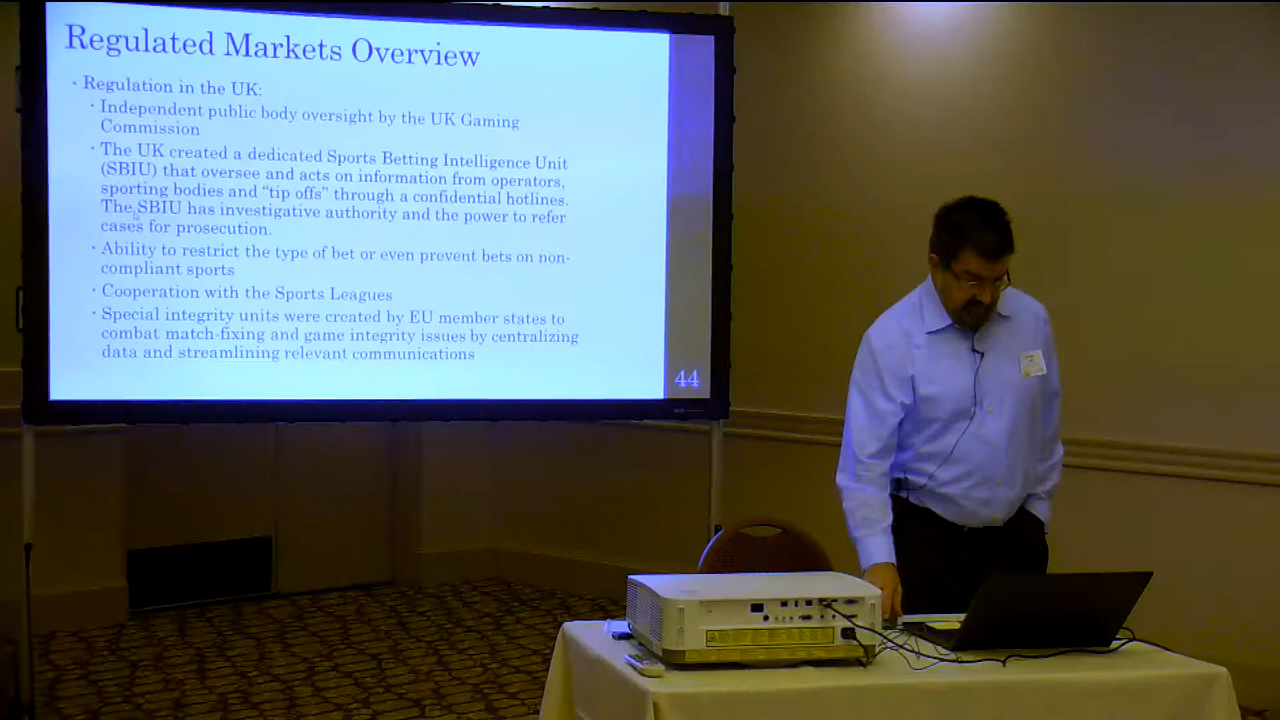 Regulated Markets Overview
• Regulation in the UK:
• Independent public body oversight by the UK Gaming
Commission
• The UK created a dedicated Sports Betting Intelligence Unit
(SBIU) that oversee and acts on information from operators,
sporting bodies and “tip offs” through a confidential hotlines.
The SBIU has investigative authority and the power to refer
cases for prosecution.
• Ability to restrict the type of bet or even prevent bets on non-
compliant sports
• Cooperation with the Sports Leagues
• Special integrity units were created by EU member states to
combat match-fixing and game integrity issues by centralizing
data and streamlining relevant communications
44